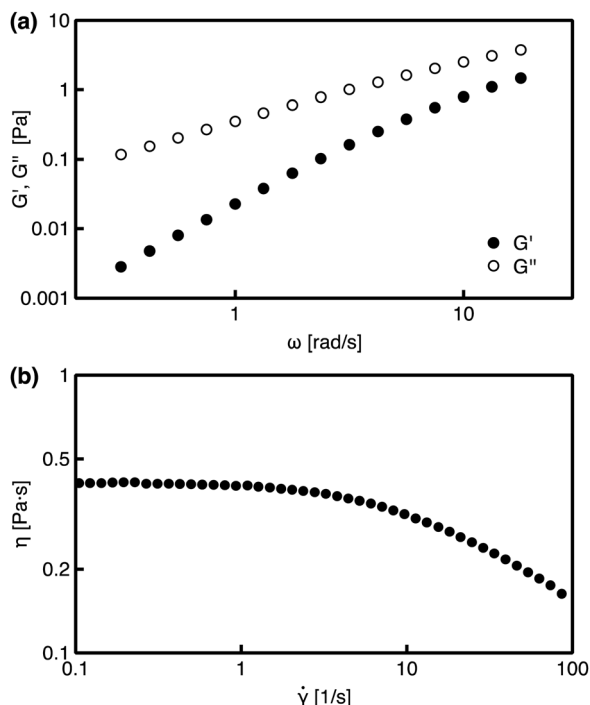 (a)
10
1
0.1
0.01
0.001
G', G'' [Pa]
G'
G''
1
10
ω [rad/s]
(b)
1
0.5
0.2
0.1
η [Pa·s]
0.1
1
10
100
γ̇ [1/s]